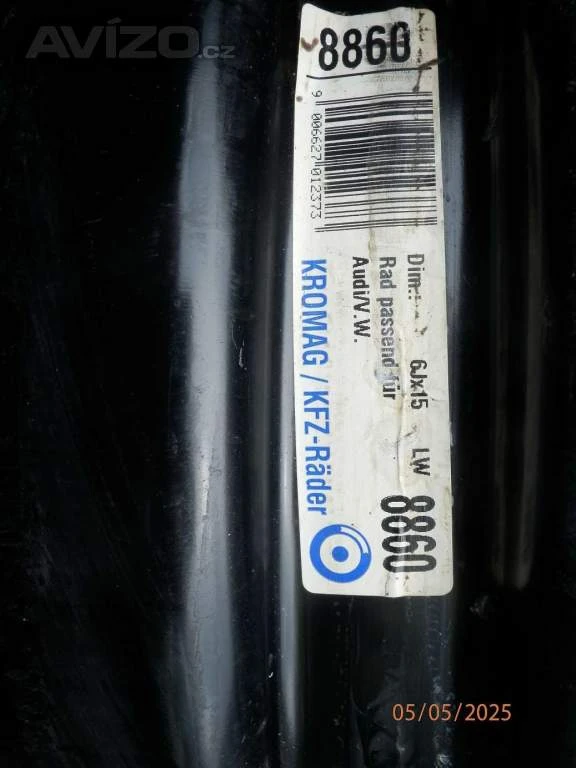 AVÍZO.cz
8860
9 006627 012373
Dim.: 6Jx15 LW 8860
Rad passend für
Audi/V.W.
KROMAG / KFZ-Räder
05/05/2025